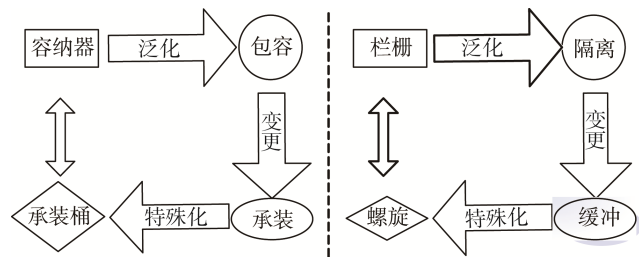 容纳器 泛化 包容 栏栅 泛化 隔离
变更 变更
承装桶 特殊化 承装 螺旋 特殊化 缓冲